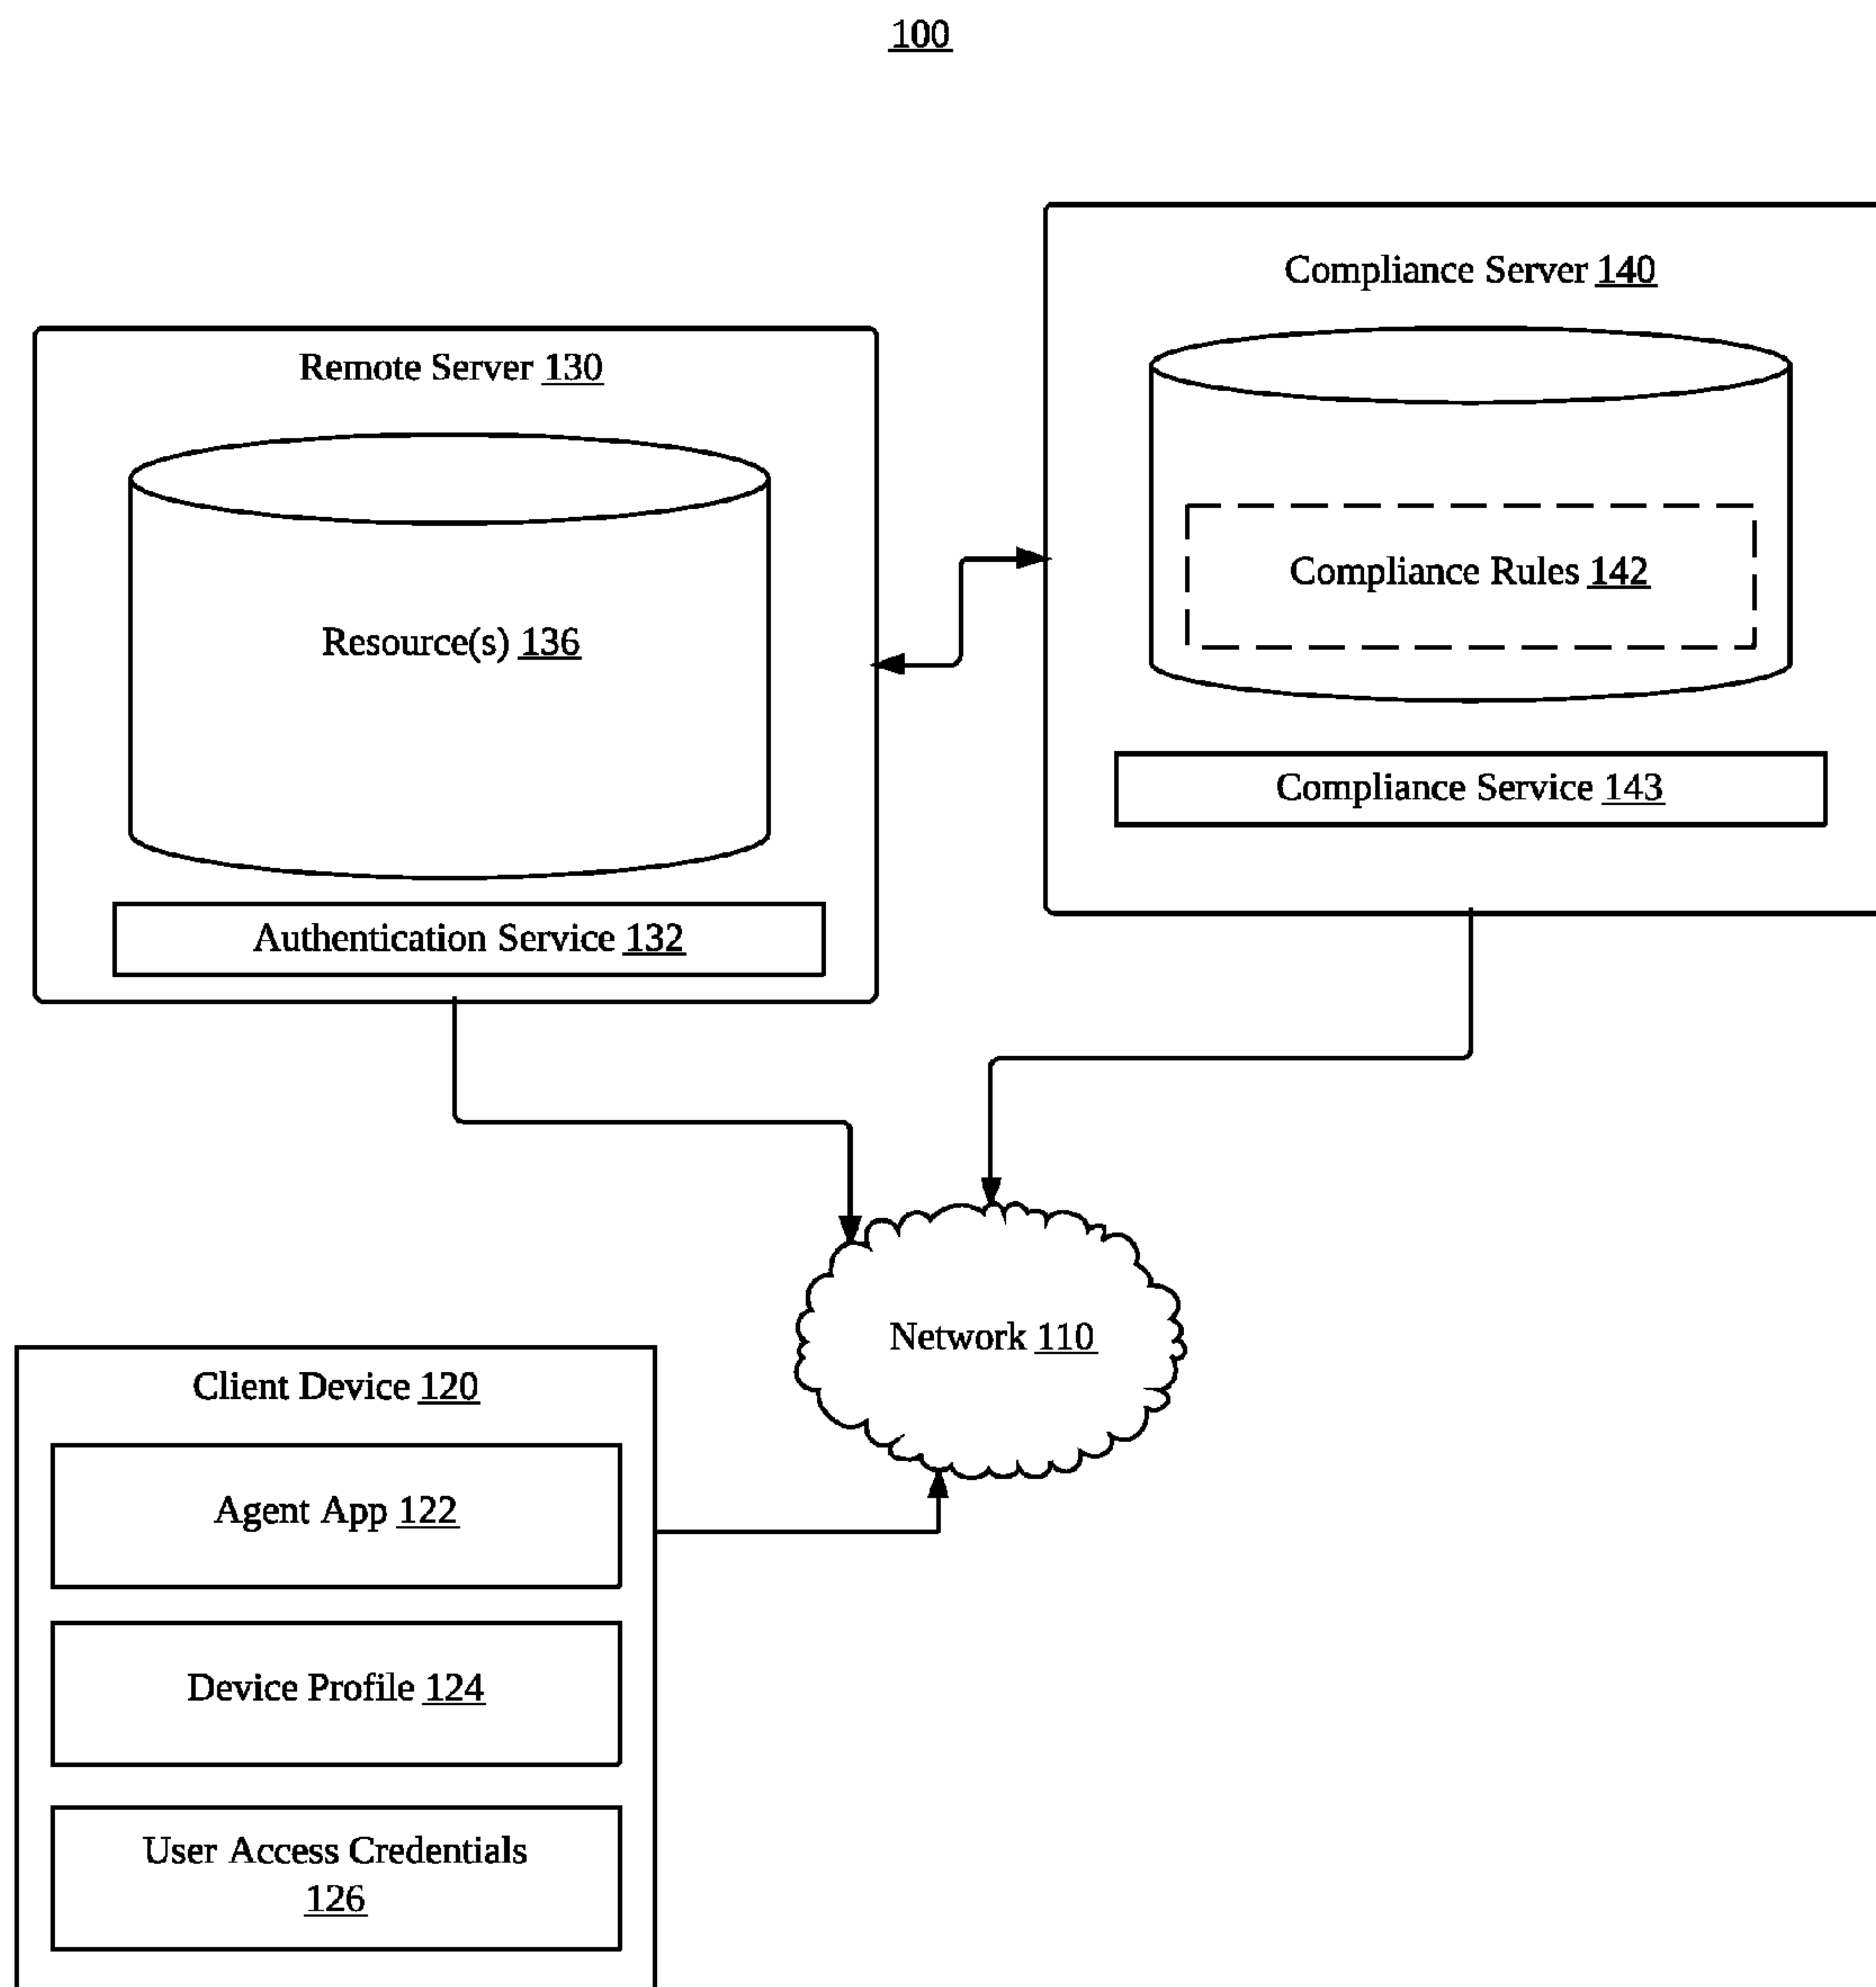 100
Compliance Server 140
Remote Server 130
Compliance Rules 142
Resource(s) 136
Compliance Service 143
Authentication Service 132
Network 110
Client Device 120
Agent App 122
Device Profile 124
User Access Credentials
126